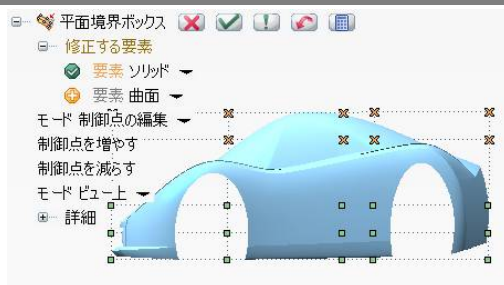 平面境界ボックス
修正する要素
要素 ソリッド
要素 曲面
モード 制御点の編集
制御点を増やす
制御点を減らす
モード ビュー上
詳細